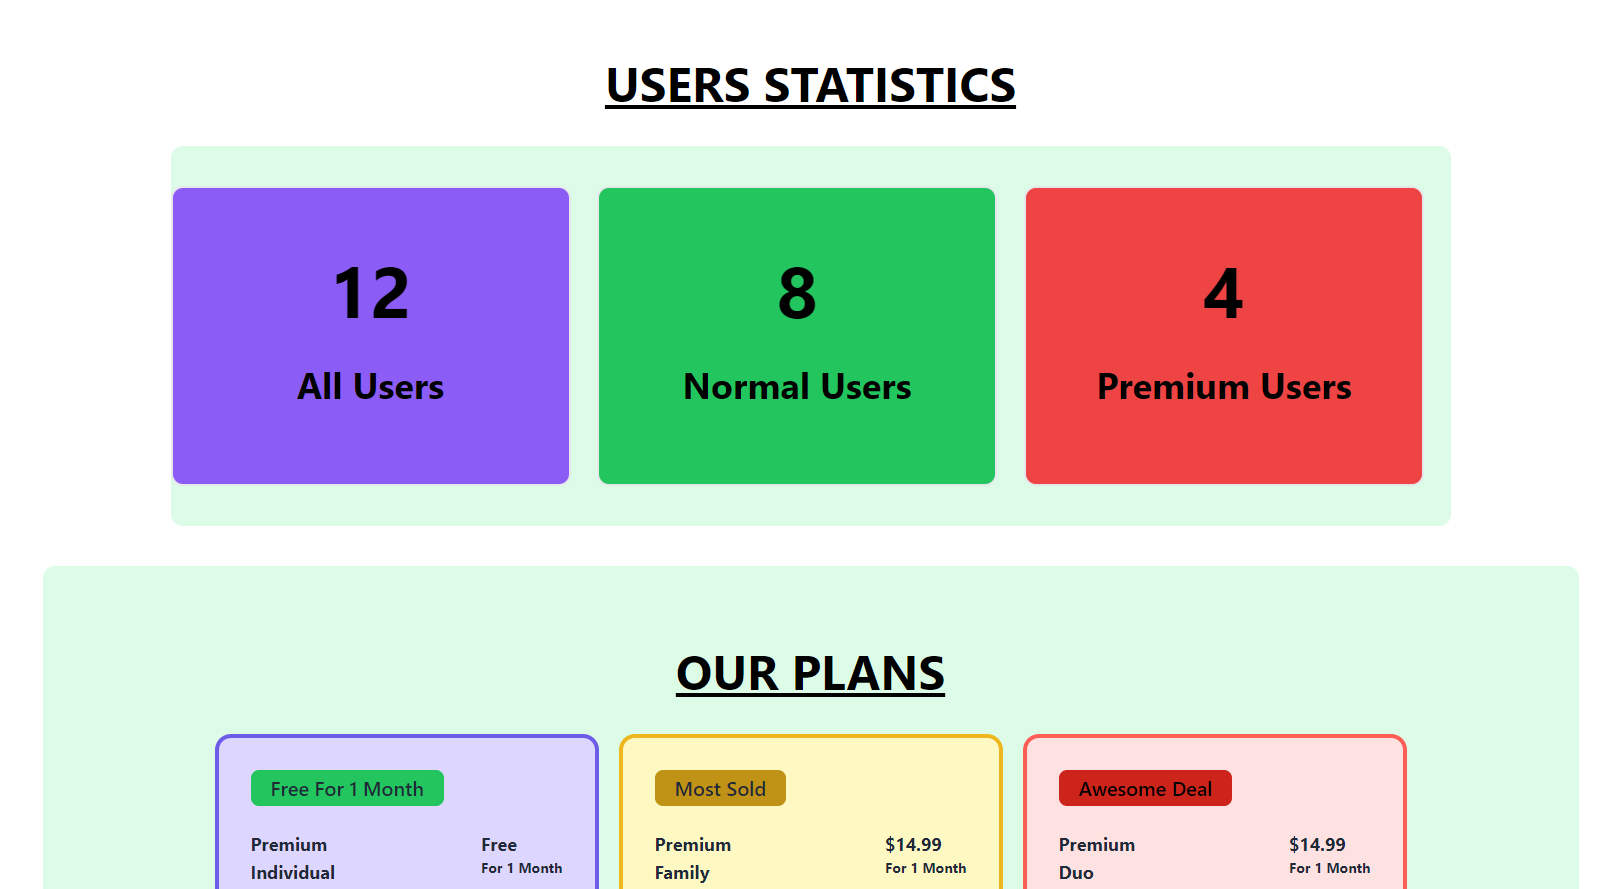 USERS STATISTICS
12
All Users
8
Normal Users
4
Premium Users
OUR PLANS
Free For 1 Month
Premium
Individual
Free
For 1 Month
Most Sold
Premium
Family
$14.99
For 1 Month
Awesome Deal
Premium
Duo
$14.99
For 1 Month